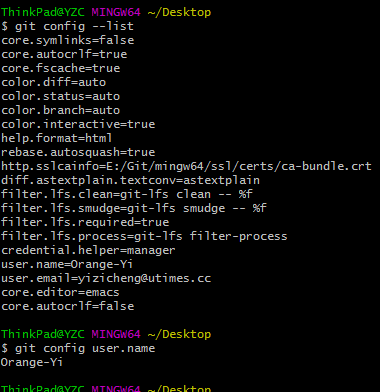 ThinkPad@YZC MINGW64 ~/Desktop
$ git config --list
core.symlinks=false
core.autocrlf=true
core.fscache=true
color.diff=auto
color.status=auto
color.branch=auto
color.interactive=true
help.format=html
rebase.autosquash=true
http.sslcainfo=E:/Git/mingw64/ssl/certs/ca-bundle.crt
diff.astextplain.textconv=astextplain
filter.lfs.clean=git-lfs clean -- %f
filter.lfs.smudge=git-lfs smudge -- %f
filter.lfs.required=true
filter.lfs.process=git-lfs filter-process
credential.helper=manager
user.name=Orange-Yi
user.email=yizicheng@utimes.cc
core.editor=emacs
core.autocrlf=false
ThinkPad@YZC MINGW64 ~/Desktop
$ git config user.name
Orange-Yi
ThinkPad@YZC MINGW64 ~/Desktop